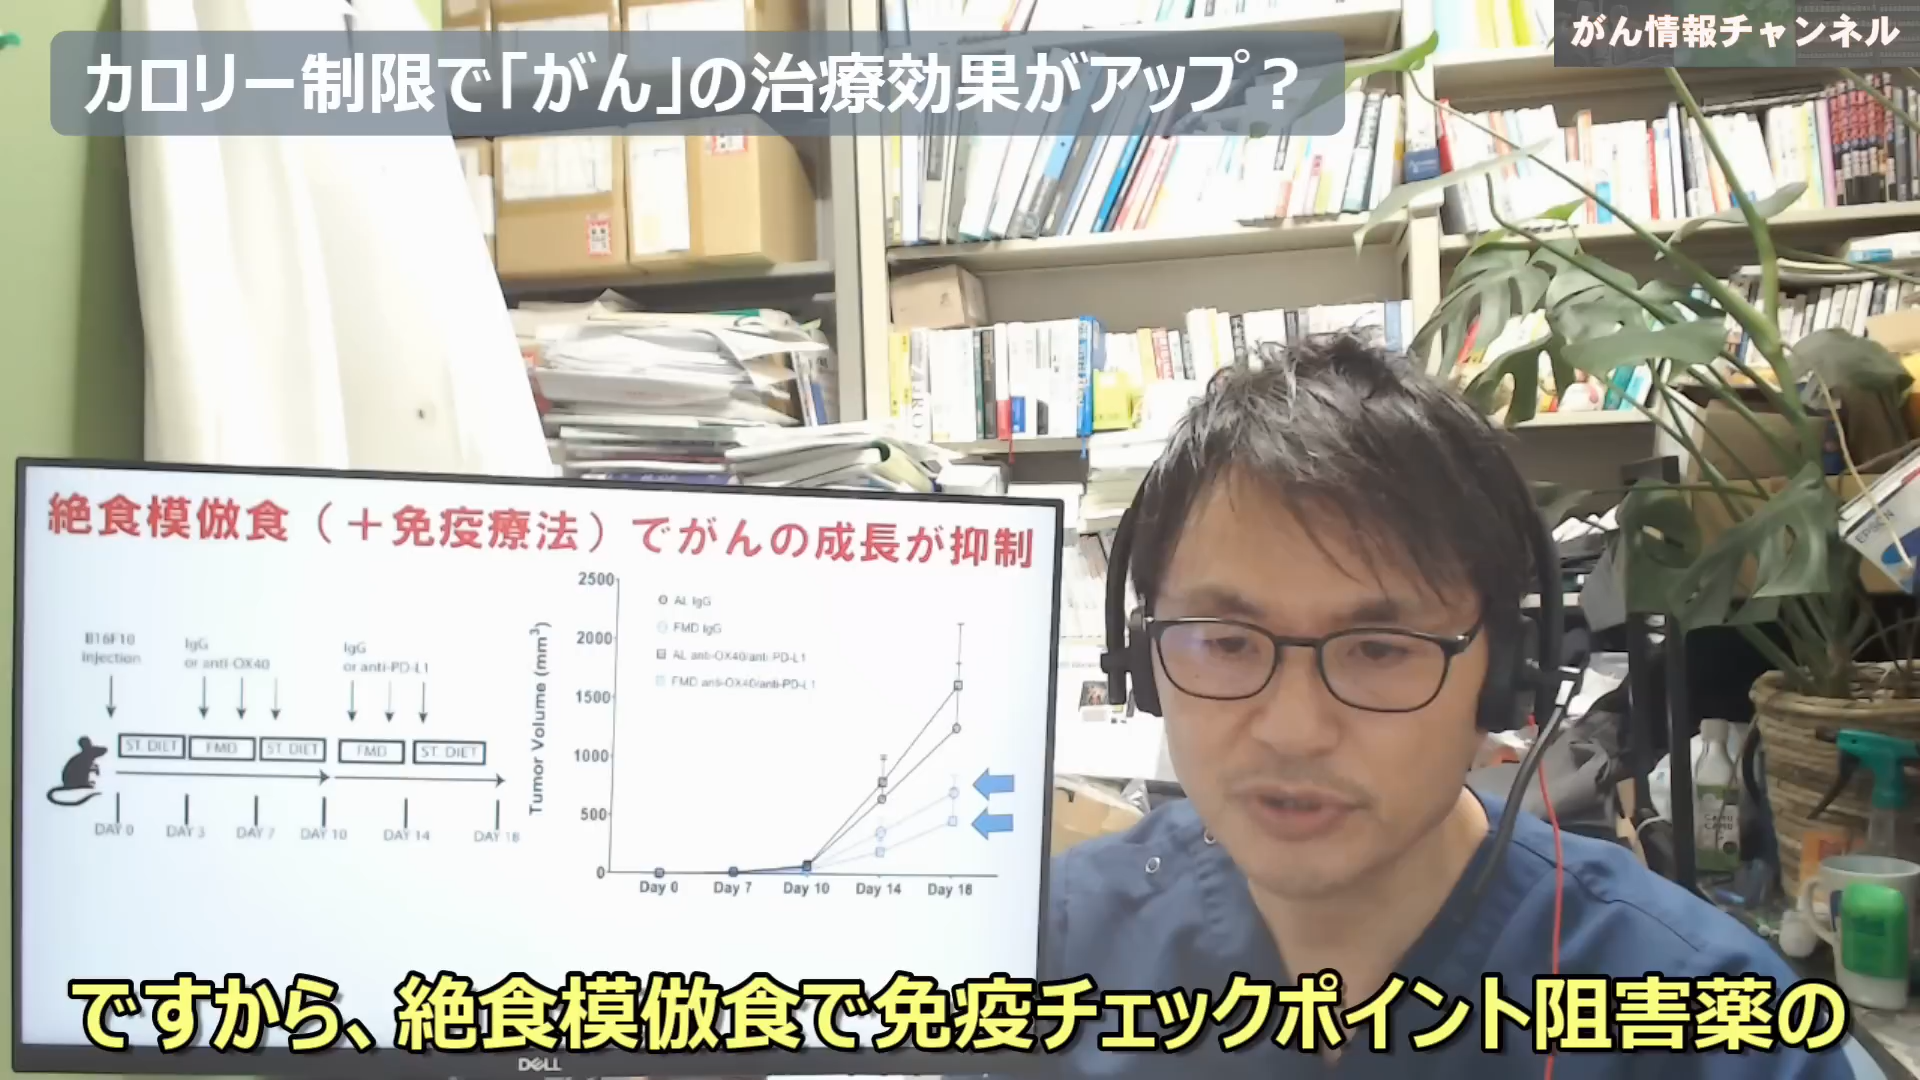 がん情報チャンネル
カロリー制限で「がん」の治療効果がアップ？
絶食模倣食（＋免疫療法）でがんの成長が抑制
B16F10
Injection
IgG
or anti-OX40
IgG
or anti-PD-L1
ST. DIET
FMD
ST. DIET
FMD
ST. DIET
DAY 0
DAY 3
DAY 7
DAY 10
DAY 14
DAY 18
Tumor Volume (mm³)
2500
2000
1500
1000
500
0
AL IgG
FMD IgG
AL anti-OX40/anti-PD-L1
FMD anti-OX40/anti-PD-L1
Day 0
Day 7
Day 10
Day 14
Day 18
EPSON
DELL
ですから、絶食模倣食で免疫チェックポイント阻害薬の